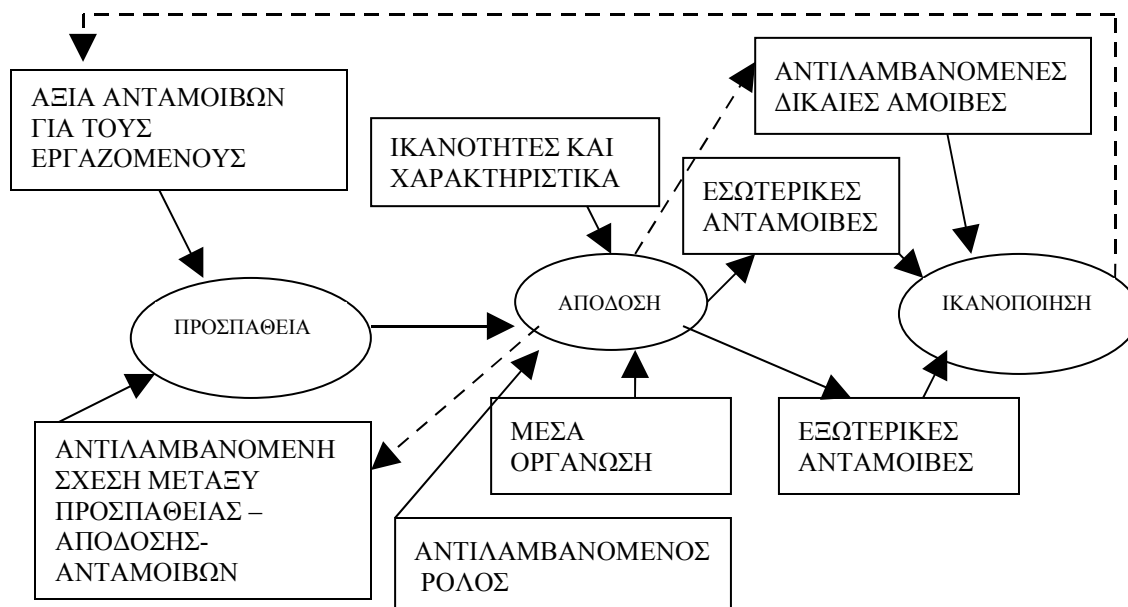 ΑΞΙΑ ΑΝΤΑΜΟΙΒΩΝ
ΓΙΑ ΤΟΥΣ
ΕΡΓΑΖΟΜΕΝΟΥΣ
ΑΝΤΙΛΑΜΒΑΝΟΜΕΝΕΣ
ΔΙΚΑΙΕΣ ΑΜΟΙΒΕΣ
ΙΚΑΝΟΤΗΤΕΣ ΚΑΙ
ΧΑΡΑΚΤΗΡΙΣΤΙΚΑ
ΕΣΩΤΕΡΙΚΕΣ
ΑΝΤΑΜΟΙΒΕΣ
ΠΡΟΣΠΑΘΕΙΑ
ΑΠΟΔΟΣΗ
ΙΚΑΝΟΠΟΙΗΣΗ
ΑΝΤΙΛΑΜΒΑΝΟΜΕΝΗ
ΣΧΕΣΗ ΜΕΤΑΞΥ
ΠΡΟΣΠΑΘΕΙΑΣ –
ΑΠΟΔΟΣΗΣ-
ΑΝΤΑΜΟΙΒΩΝ
ΜΕΣΑ
ΟΡΓΑΝΩΣΗ
ΕΞΩΤΕΡΙΚΕΣ
ΑΝΤΑΜΟΙΒΕΣ
ΑΝΤΙΛΑΜΒΑΝΟΜΕΝΟΣ
ΡΟΛΟΣ